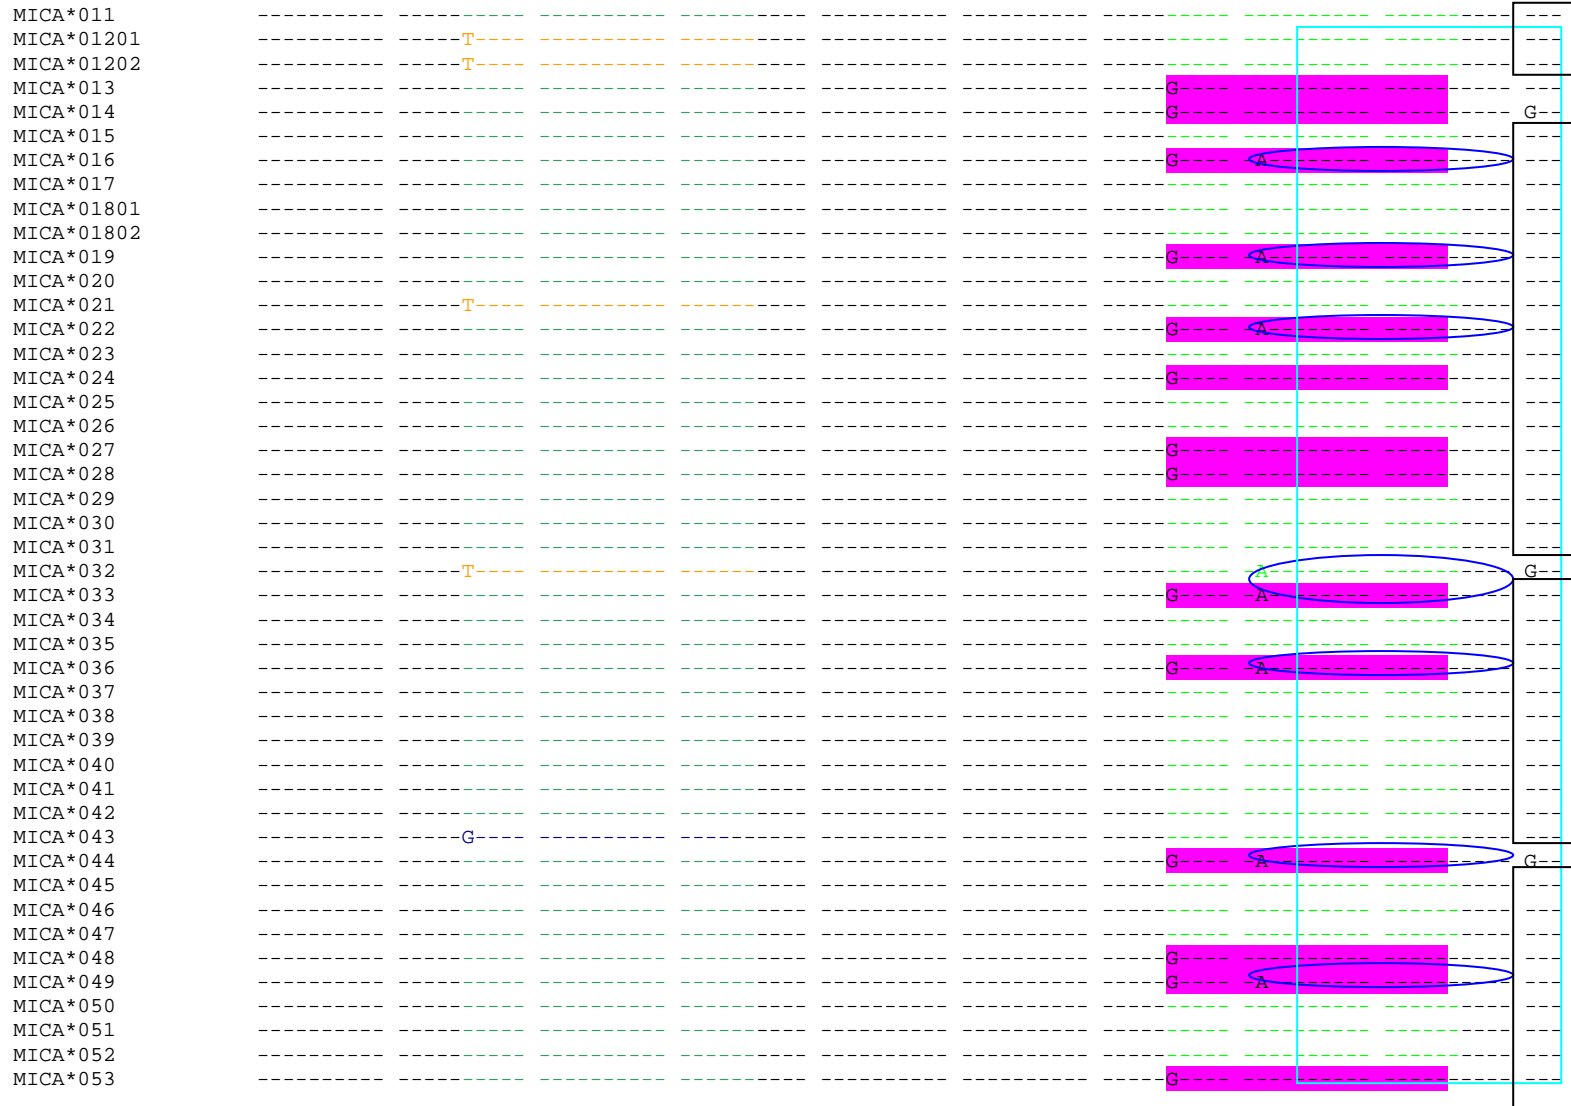 MICA*011 ---------- ---------- ---------- ---------- ---------- ---------- ---------- ---------- ---------- ---
MICA*01201 ---------- -----T---- ---------- ---------- ---------- ---------- ---------- ---------- ---------- ---
MICA*01202 ---------- -----T---- ---------- ---------- ---------- ---------- ---------- ---------- ---------- ---
MICA*013 ---------- ---------- ---------- ---------- ---------- ---------- -----G---- ---------- ---------- ---
MICA*014 ---------- ---------- ---------- ---------- ---------- ---------- -----G---- ---------- ---------- G--
MICA*015 ---------- ---------- ---------- ---------- ---------- ---------- ---------- ---------- ---------- ---
MICA*016 ---------- ---------- ---------- ---------- ---------- ---------- -----G---- -A-------- ---------- ---
MICA*017 ---------- ---------- ---------- ---------- ---------- ---------- ---------- ---------- ---------- ---
MICA*01801 ---------- ---------- ---------- ---------- ---------- ---------- ---------- ---------- ---------- ---
MICA*01802 ---------- ---------- ---------- ---------- ---------- ---------- ---------- ---------- ---------- ---
MICA*019 ---------- ---------- ---------- ---------- ---------- ---------- -----G---- -A-------- ---------- ---
MICA*020 ---------- ---------- ---------- ---------- ---------- ---------- ---------- ---------- ---------- ---
MICA*021 ---------- -----T---- ---------- ---------- ---------- ---------- ---------- ---------- ---------- ---
MICA*022 ---------- ---------- ---------- ---------- ---------- ---------- -----G---- -A-------- ---------- ---
MICA*023 ---------- ---------- ---------- ---------- ---------- ---------- ---------- ---------- ---------- ---
MICA*024 ---------- ---------- ---------- ---------- ---------- ---------- -----G---- ---------- ---------- ---
MICA*025 ---------- ---------- ---------- ---------- ---------- ---------- ---------- ---------- ---------- ---
MICA*026 ---------- ---------- ---------- ---------- ---------- ---------- ---------- ---------- ---------- ---
MICA*027 ---------- ---------- ---------- ---------- ---------- ---------- -----G---- ---------- ---------- ---
MICA*028 ---------- ---------- ---------- ---------- ---------- ---------- -----G---- ---------- ---------- ---
MICA*029 ---------- ---------- ---------- ---------- ---------- ---------- ---------- ---------- ---------- ---
MICA*030 ---------- ---------- ---------- ---------- ---------- ---------- ---------- ---------- ---------- ---
MICA*031 ---------- ---------- ---------- ---------- ---------- ---------- ---------- ---------- ---------- ---
MICA*032 ---------- -----T---- ---------- ---------- ---------- ---------- ---------- -A-------- ---------- G--
MICA*033 ---------- ---------- ---------- ---------- ---------- ---------- -----G---- -A-------- ---------- ---
MICA*034 ---------- ---------- ---------- ---------- ---------- ---------- ---------- ---------- ---------- ---
MICA*035 ---------- ---------- ---------- ---------- ---------- ---------- ---------- ---------- ---------- ---
MICA*036 ---------- ---------- ---------- ---------- ---------- ---------- -----G---- -A-------- ---------- ---
MICA*037 ---------- ---------- ---------- ---------- ---------- ---------- ---------- ---------- ---------- ---
MICA*038 ---------- ---------- ---------- ---------- ---------- ---------- ---------- ---------- ---------- ---
MICA*039 ---------- ---------- ---------- ---------- ---------- ---------- ---------- ---------- ---------- ---
MICA*040 ---------- ---------- ---------- ---------- ---------- ---------- ---------- ---------- ---------- ---
MICA*041 ---------- ---------- ---------- ---------- ---------- ---------- ---------- ---------- ---------- ---
MICA*042 ---------- ---------- ---------- ---------- ---------- ---------- ---------- ---------- ---------- ---
MICA*043 ---------- -----G---- ---------- ---------- ---------- ---------- ---------- ---------- ---------- ---
MICA*044 ---------- ---------- ---------- ---------- ---------- ---------- -----G---- -A-------- ---------- G--
MICA*045 ---------- ---------- ---------- ---------- ---------- ---------- ---------- ---------- ---------- ---
MICA*046 ---------- ---------- ---------- ---------- ---------- ---------- ---------- ---------- ---------- ---
MICA*047 ---------- ---------- ---------- ---------- ---------- ---------- ---------- ---------- ---------- ---
MICA*048 ---------- ---------- ---------- ---------- ---------- ---------- -----G---- ---------- ---------- ---
MICA*049 ---------- ---------- ---------- ---------- ---------- ---------- -----G---- -A-------- ---------- ---
MICA*050 ---------- ---------- ---------- ---------- ---------- ---------- ---------- ---------- ---------- ---
MICA*051 ---------- ---------- ---------- ---------- ---------- ---------- ---------- ---------- ---------- ---
MICA*052 ---------- ---------- ---------- ---------- ---------- ---------- ---------- ---------- ---------- ---
MICA*053 ---------- ---------- ---------- ---------- ---------- ---------- -----G---- ---------- ---------- ---